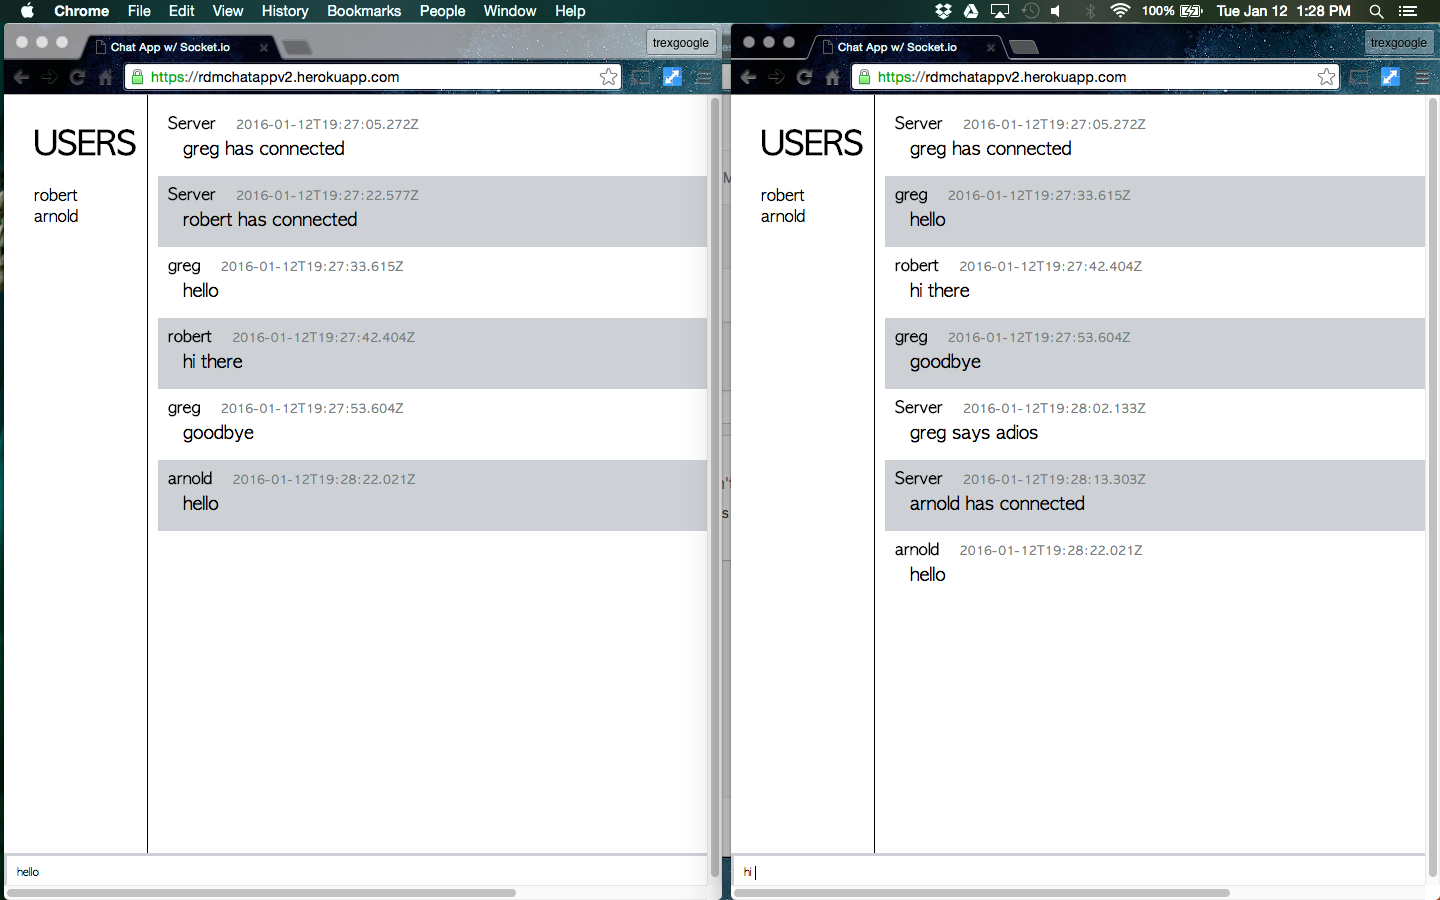 Chrome File Edit View History Bookmarks People Window Help 100% Tue Jan 12 1:28 PM
Chat App w/ Socket.io trexgoogle
https://rdmchatappv2.herokuapp.com
USERS
robert
arnold
Server 2016-01-12T19:27:05.272Z
greg has connected
Server 2016-01-12T19:27:22.577Z
robert has connected
greg 2016-01-12T19:27:33.615Z
hello
robert 2016-01-12T19:27:42.404Z
hi there
greg 2016-01-12T19:27:53.604Z
goodbye
arnold 2016-01-12T19:28:22.021Z
hello
hello
Chat App w/ Socket.io trexgoogle
https://rdmchatappv2.herokuapp.com
USERS
robert
arnold
Server 2016-01-12T19:27:05.272Z
greg has connected
greg 2016-01-12T19:27:33.615Z
hello
robert 2016-01-12T19:27:42.404Z
hi there
greg 2016-01-12T19:27:53.604Z
goodbye
Server 2016-01-12T19:28:02.133Z
greg says adios
Server 2016-01-12T19:28:13.303Z
arnold has connected
arnold 2016-01-12T19:28:22.021Z
hello
hi